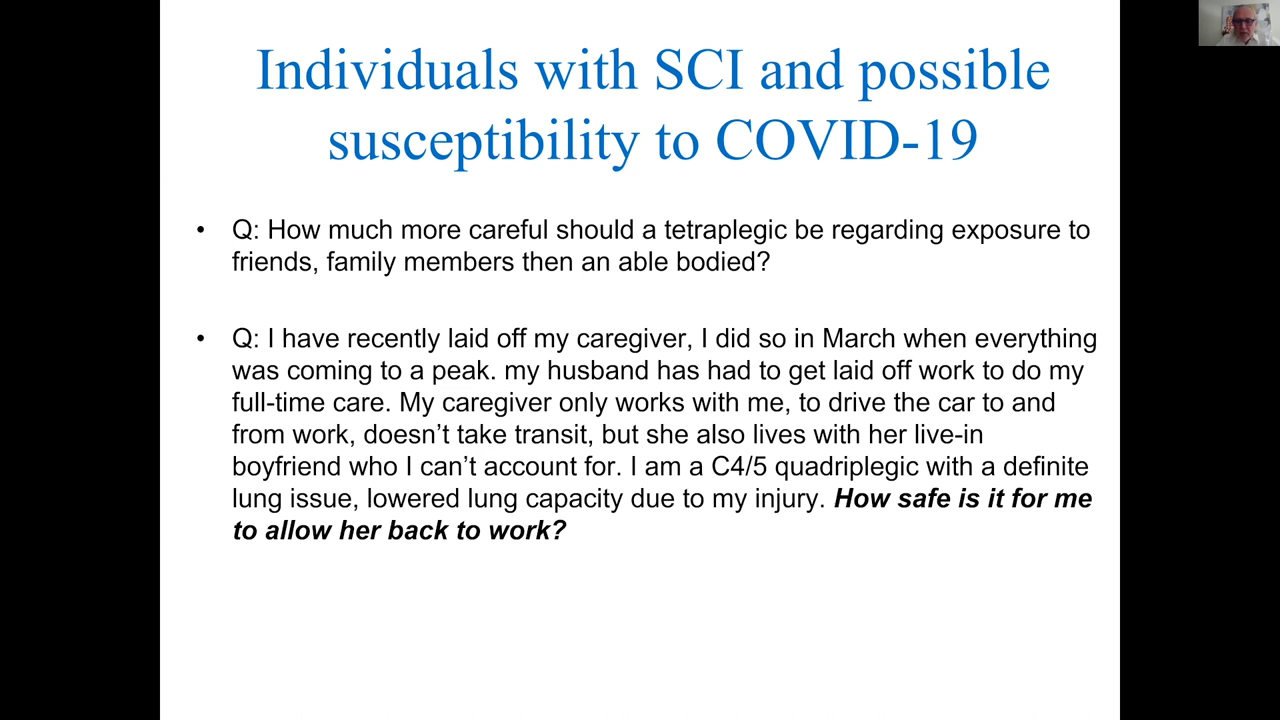 Individuals with SCI and possible
susceptibility to COVID-19
• Q: How much more careful should a tetraplegic be regarding exposure to
friends, family members then an able bodied?
• Q: I have recently laid off my caregiver, I did so in March when everything
was coming to a peak. my husband has had to get laid off work to do my
full-time care. My caregiver only works with me, to drive the car to and
from work, doesn’t take transit, but she also lives with her live-in
boyfriend who I can’t account for. I am a C4/5 quadriplegic with a definite
lung issue, lowered lung capacity due to my injury. How safe is it for me
to allow her back to work?